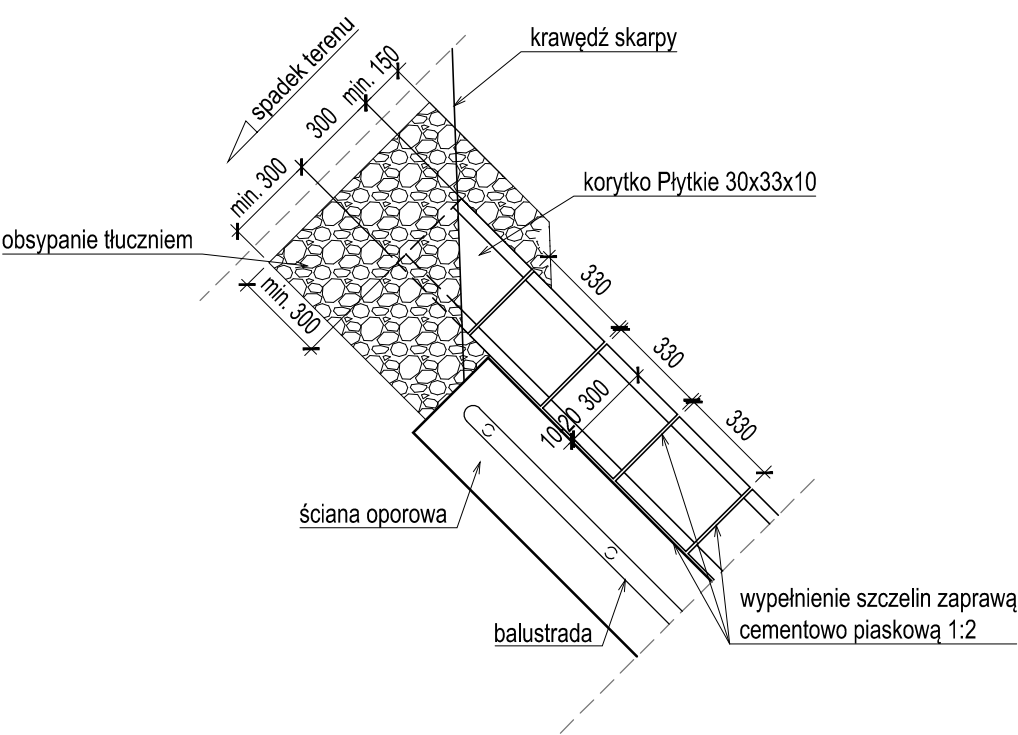 krawędź skarpy
spadek terenu
min. 150
300
min. 300
korytko Płytkie 30x33x10
obsypanie tłuczniem
min. 300
330
330
330
300
10-20
ściana oporowa
balustrada
wypełnienie szczelin zaprawą
cementowo piaskową 1:2